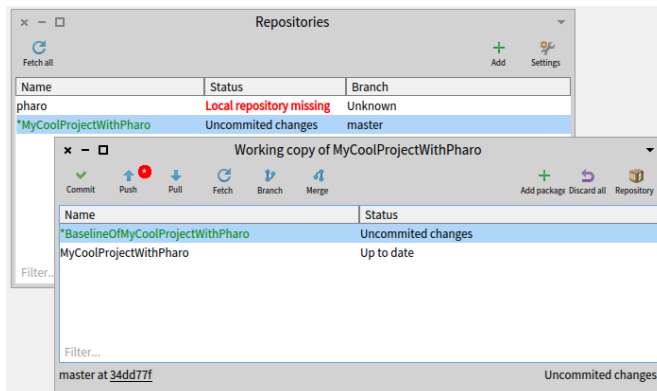 Repositories
Fetch all
Add Settings
Name Status Branch
pharo Local repository missing Unknown
*MyCoolProjectWithPharo Uncommited changes master
Working copy of MyCoolProjectWithPharo
Commit Push Pull Fetch Branch Merge Add package Discard all Repository
Name Status
*BaselineOfMyCoolProjectWithPharo Uncommited changes
MyCoolProjectWithPharo Up to date
Filter..
Filter...
master at 34dd77f Uncommited changes